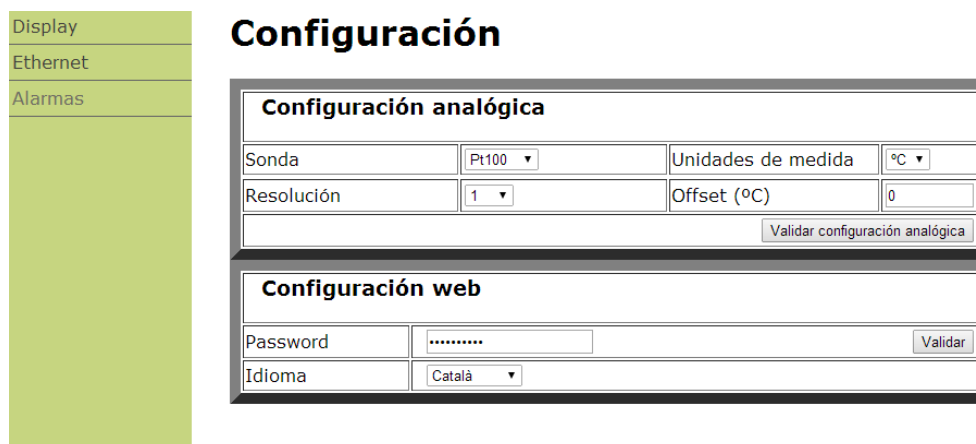 Display
Ethernet
Alarmas
Configuración
Configuración analógica
Sonda Pt100 Unidades de medida ºC
Resolución 1 Offset (ºC) 0
Validar configuración analógica
Configuración web
Password •••••••••• Validar
Idioma Català